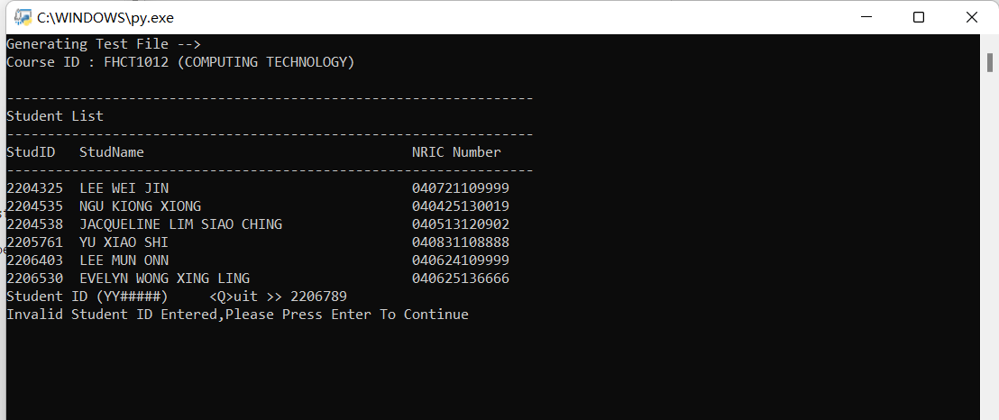 C:\WINDOWS\py.exe
Generating Test File -->
Course ID : FHCT1012 (COMPUTING TECHNOLOGY)
-----------------------------------------------------------------
Student List
-----------------------------------------------------------------
StudID   StudName                                 NRIC Number
-----------------------------------------------------------------
2204325  LEE WEI JIN                              040721109999
2204535  NGU KIONG XIONG                          040425130019
2204538  JACQUELINE LIM SIAO CHING                040513120902
2205761  YU XIAO SHI                              040831108888
2206403  LEE MUN ONN                              040624109999
2206530  EVELYN WONG XING LING                    040625136666
Student ID (YY#####)     <Q>uit >> 2206789
Invalid Student ID Entered,Please Press Enter To Continue